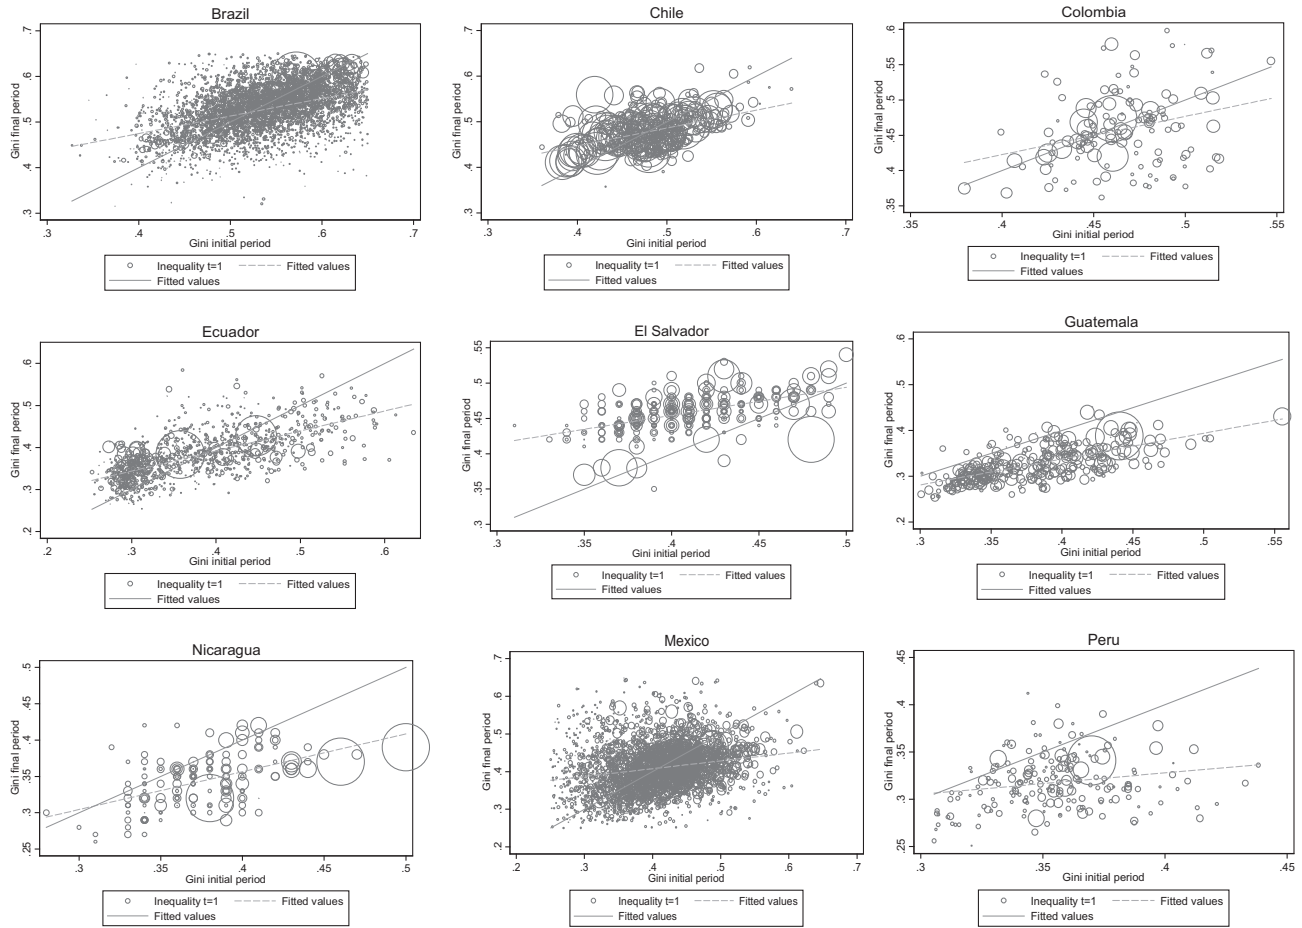 Brazil
Gini final period
.7
.6
.5
.4
.3
.3 .4 .5 .6 .7
Gini initial period
Inequality t=1 Fitted values
Fitted values
Chile
Gini final period
.7
.6
.5
.4
.3
.3 .4 .5 .6 .7
Gini initial period
Inequality t=1 Fitted values
Fitted values
Colombia
Gini final period
.6
.55
.5
.45
.4
.35
.35 .4 .45 .5 .55
Gini initial period
Inequality t=1 Fitted values
Fitted values
Ecuador
Gini final period
.6
.5
.4
.3
.2
.2 .3 .4 .5 .6
Gini initial period
Inequality t=1 Fitted values
Fitted values
El Salvador
Gini final period
.55
.5
.45
.4
.35
.3
.3 .35 .4 .45 .5
Gini initial period
Inequality t=1 Fitted values
Fitted values
Guatemala
Gini final period
.6
.5
.4
.3
.2
.3 .35 .4 .45 .5 .55
Gini initial period
Inequality t=1 Fitted values
Fitted values
Nicaragua
Gini final period
.5
.45
.4
.35
.3
.25
.3 .35 .4 .45 .5
Gini initial period
Inequality t=1 Fitted values
Fitted values
Mexico
Gini final period
.7
.6
.5
.4
.3
.2
.2 .3 .4 .5 .6 .7
Gini initial period
Inequality t=1 Fitted values
Fitted values
Peru
Gini final period
.45
.4
.35
.3
.25
.3 .35 .4 .45
Gini initial period
Inequality t=1 Fitted values
Fitted values